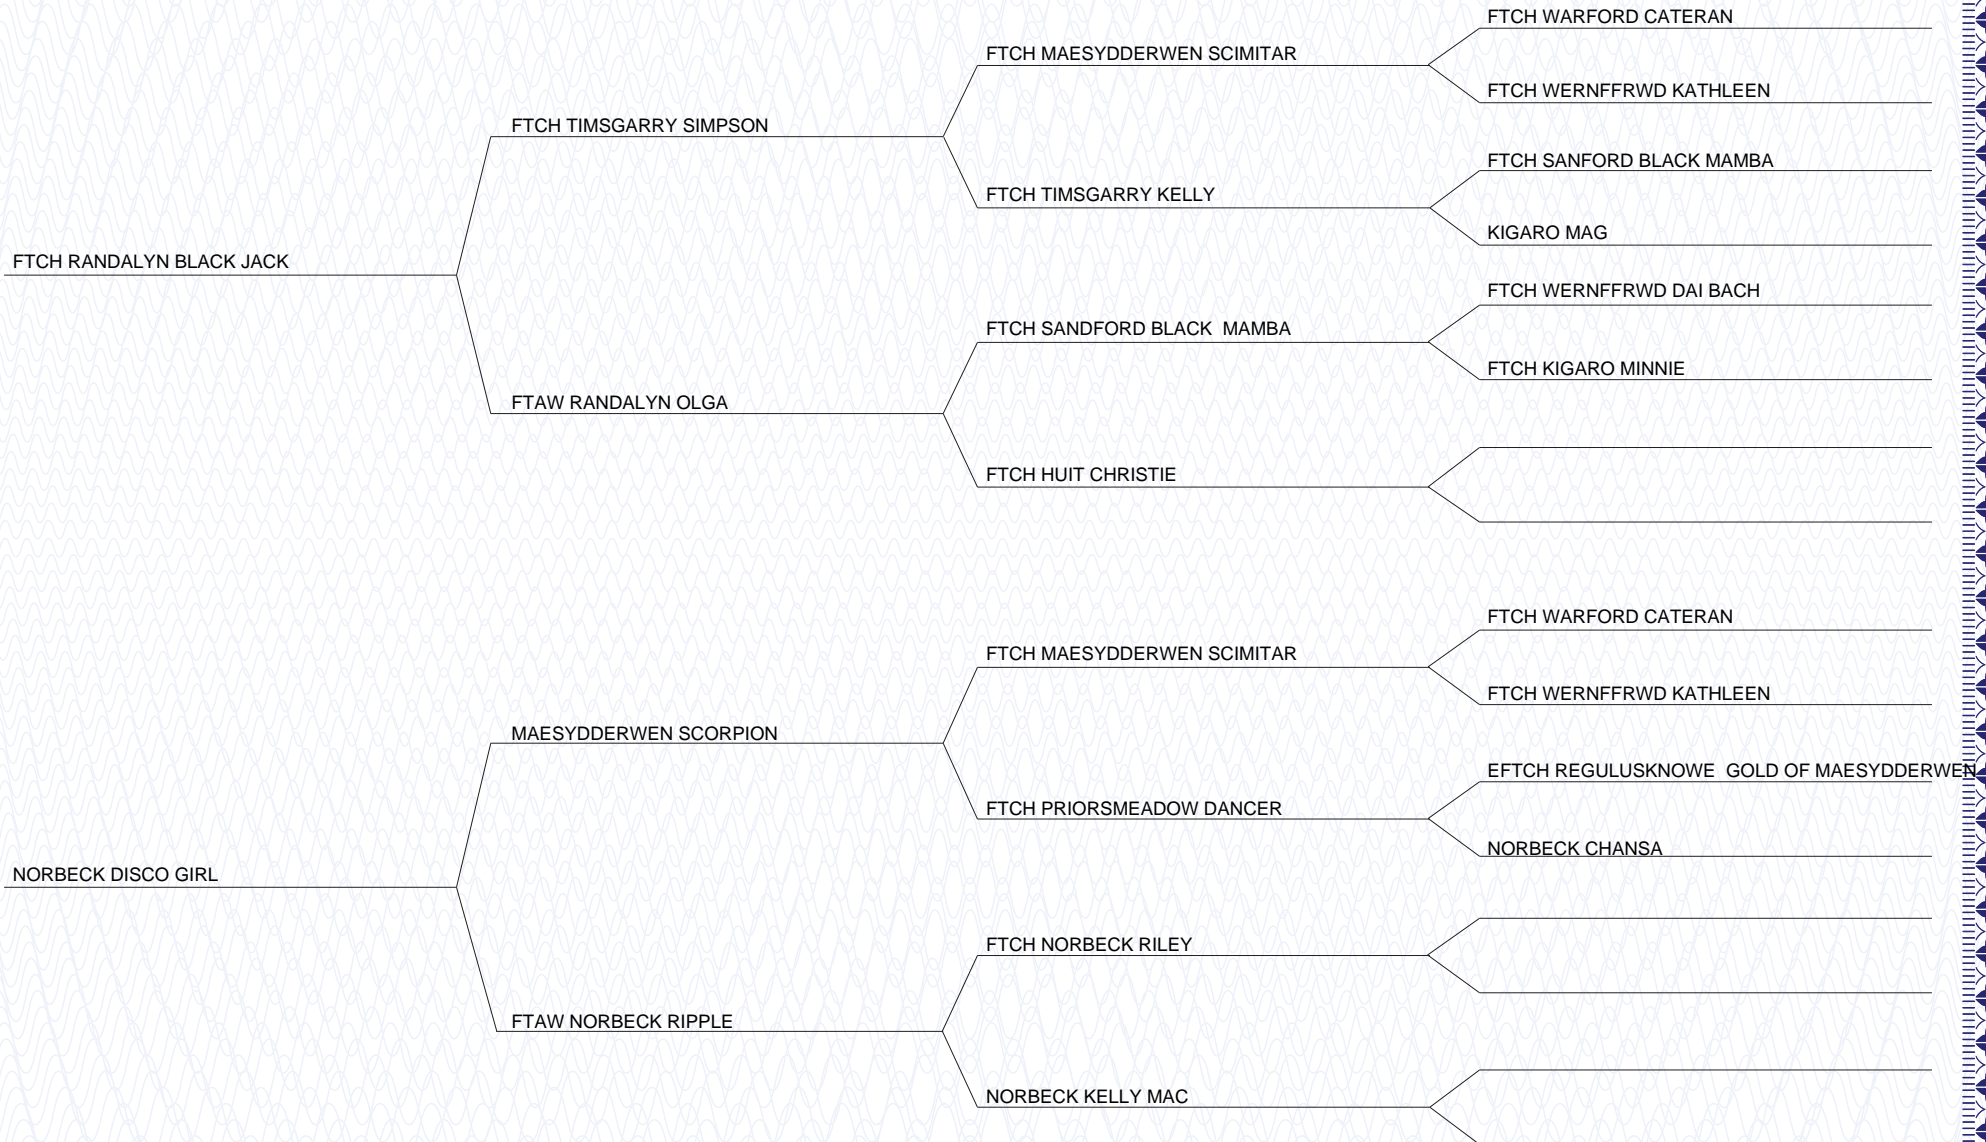 FTCH WARFORD CATERAN
FTCH MAESYDDERWEN SCIMITAR
FTCH WERNFFRWD KATHLEEN
FTCH TIMSGARRY SIMPSON
FTCH SANFORD BLACK MAMBA
FTCH TIMSGARRY KELLY
KIGARO MAG
FTCH RANDALYN BLACK JACK
FTCH WERNFFRWD DAI BACH
FTCH SANDFORD BLACK  MAMBA
FTCH KIGARO MINNIE
FTAW RANDALYN OLGA
FTCH HUIT CHRISTIE
FTCH WARFORD CATERAN
FTCH MAESYDDERWEN SCIMITAR
FTCH WERNFFRWD KATHLEEN
MAESYDDERWEN SCORPION
EFTCH REGULUSKNOWE  GOLD OF MAESYDDERWEN
FTCH PRIORSMEADOW DANCER
NORBECK CHANSA
NORBECK DISCO GIRL
FTCH NORBECK RILEY
FTAW NORBECK RIPPLE
NORBECK KELLY MAC